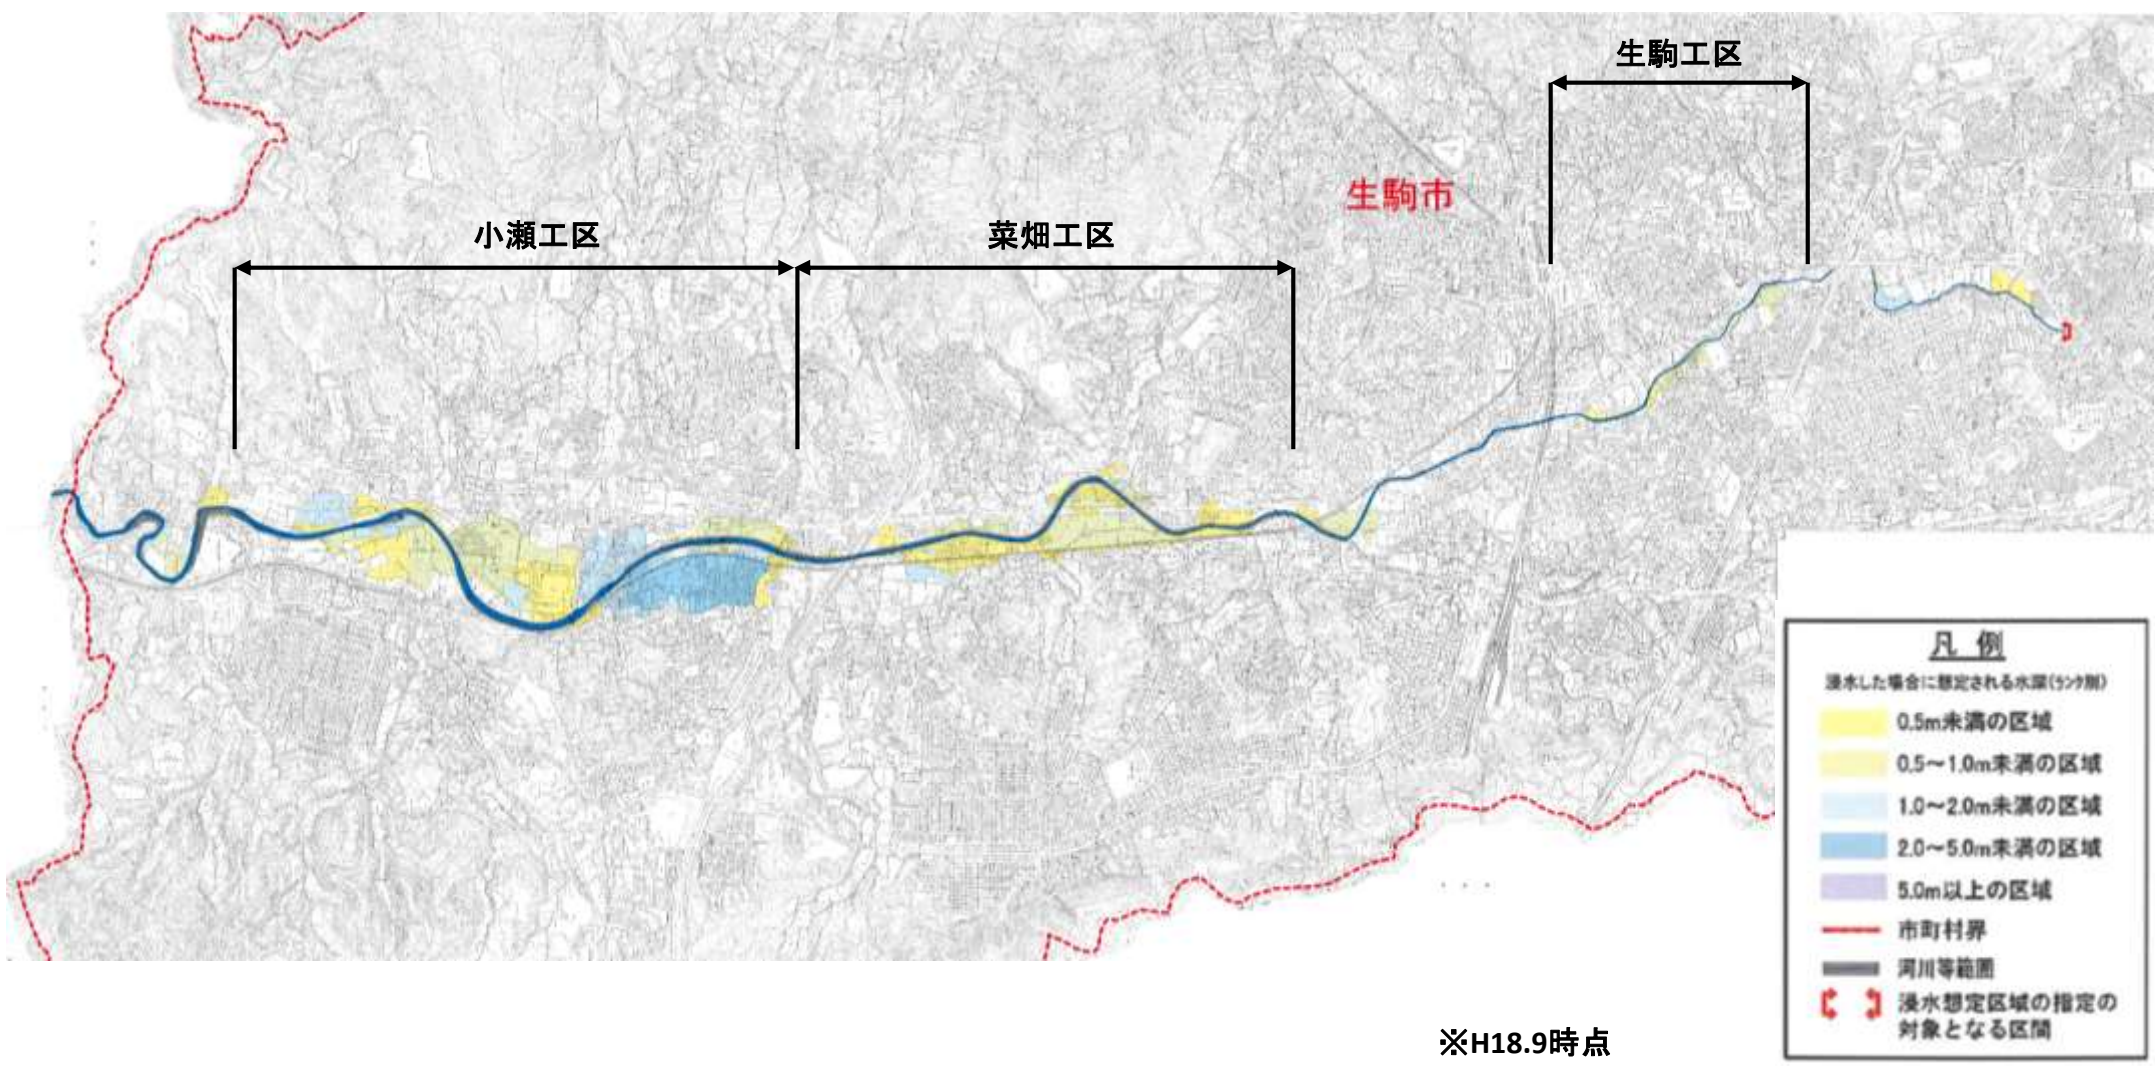 生駒工区
生駒市
小瀬工区
菜畑工区
凡例
浸水した場合に想定される水深(ﾗﾝｸ別)
0.5m未満の区域
0.5～1.0m未満の区域
1.0～2.0m未満の区域
2.0～5.0m未満の区域
5.0m以上の区域
市町村界
河川等範囲
浸水想定区域の指定の
対象となる区間
※H18.9時点